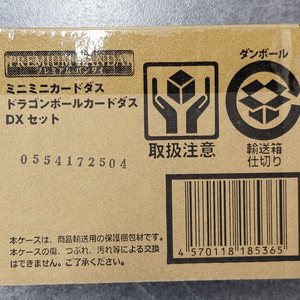 PREMIUM BANDAI
プレミアム バンダイ
ミニミニカードダス
ドラゴンボールカードダス
DX セット
0554172504
取扱注意
ダンボール
輸送箱
仕切り
本ケースは、商品輸送用の保護梱包材です。
本ケースの傷、つぶれ、汚れ等による交換
はできません。ご了承ください。
4 570118 185365